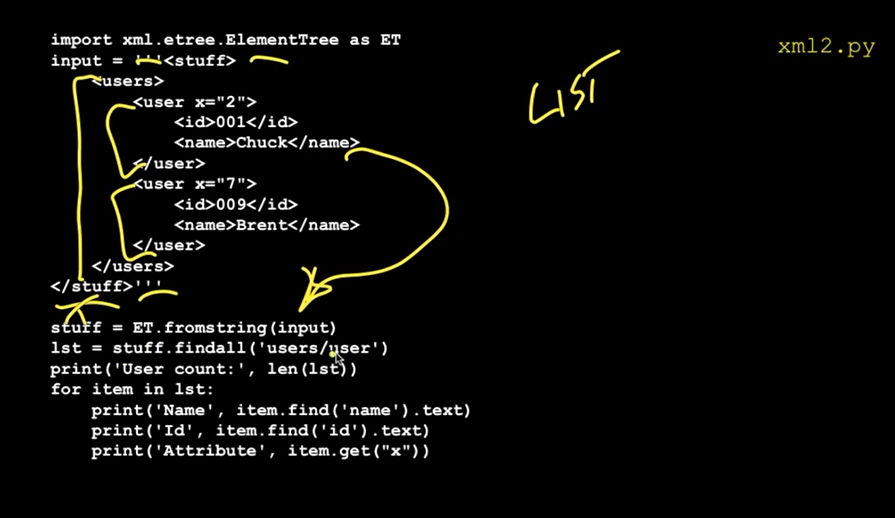 xml2.py
import xml.etree.ElementTree as ET
input = '''<stuff>
    <users>
        <user x="2">
            <id>001</id>
            <name>Chuck</name>
        </user>
        <user x="7">
            <id>009</id>
            <name>Brent</name>
        </user>
    </users>
</stuff>'''
LIST
stuff = ET.fromstring(input)
lst = stuff.findall('users/user')
print('User count:', len(lst))
for item in lst:
    print('Name', item.find('name').text)
    print('Id', item.find('id').text)
    print('Attribute', item.get("x"))